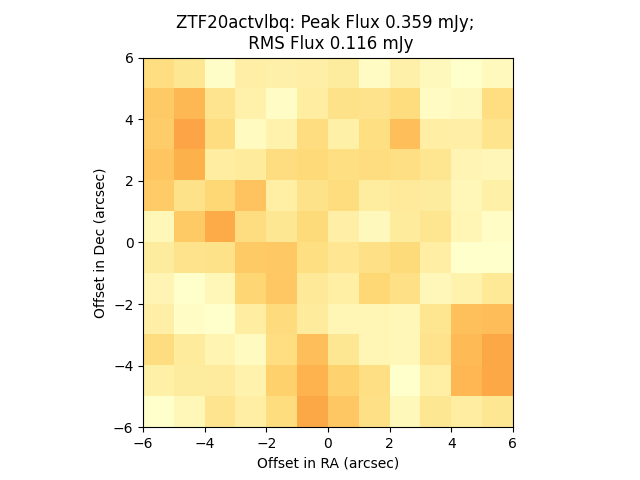 ZTF20actvlbq: Peak Flux 0.359 mJy;
RMS Flux 0.116 mJy
6
4
2
0
−2
−4
−6
Offset in Dec (arcsec)
−6 −4 −2 0 2 4 6
Offset in RA (arcsec)